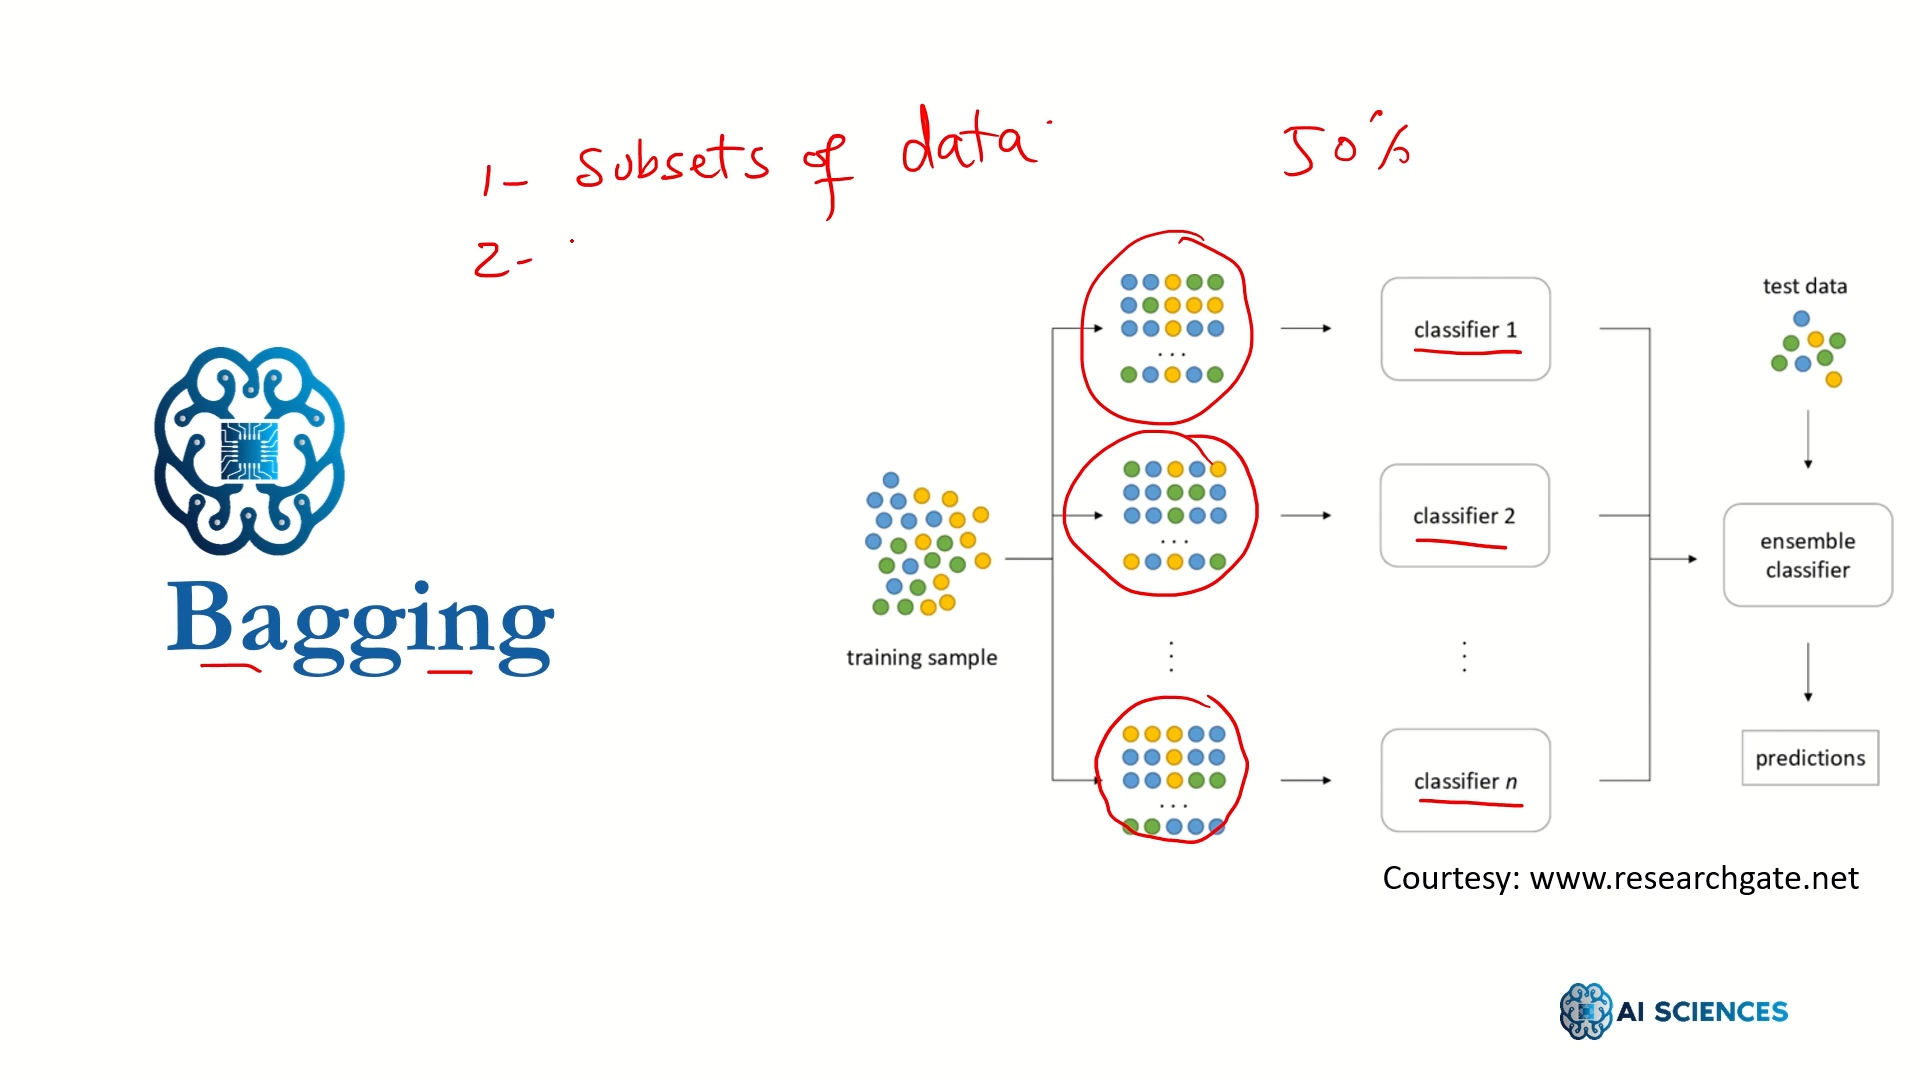 1- subsets of data
50%
2-
test data
classifier 1
classifier 2
ensemble
classifier
Bagging
training sample
predictions
classifier n
Courtesy: www.researchgate.net
AI SCIENCES